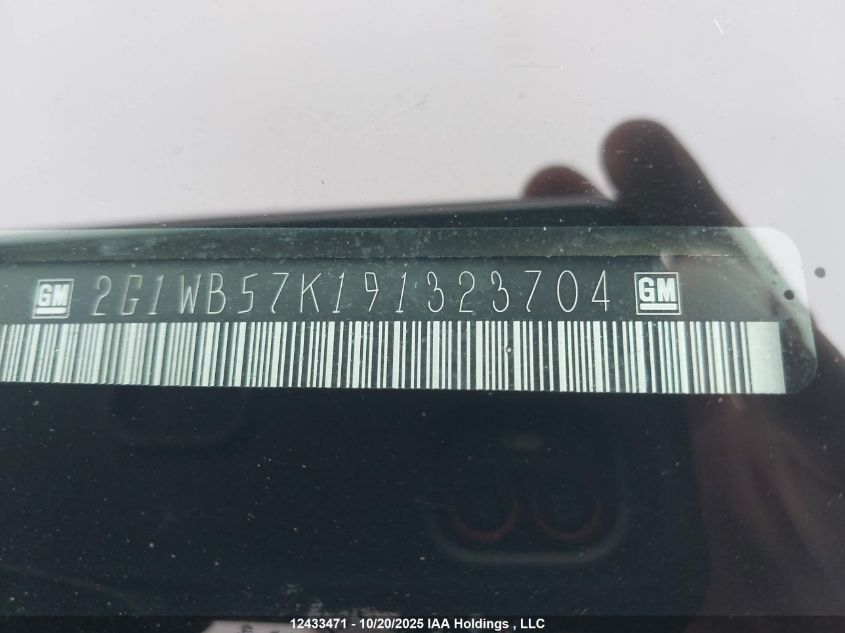 GM 2G1WB57K191323704 GM
12433471 - 10/20/2025 IAA Holdings , LLC